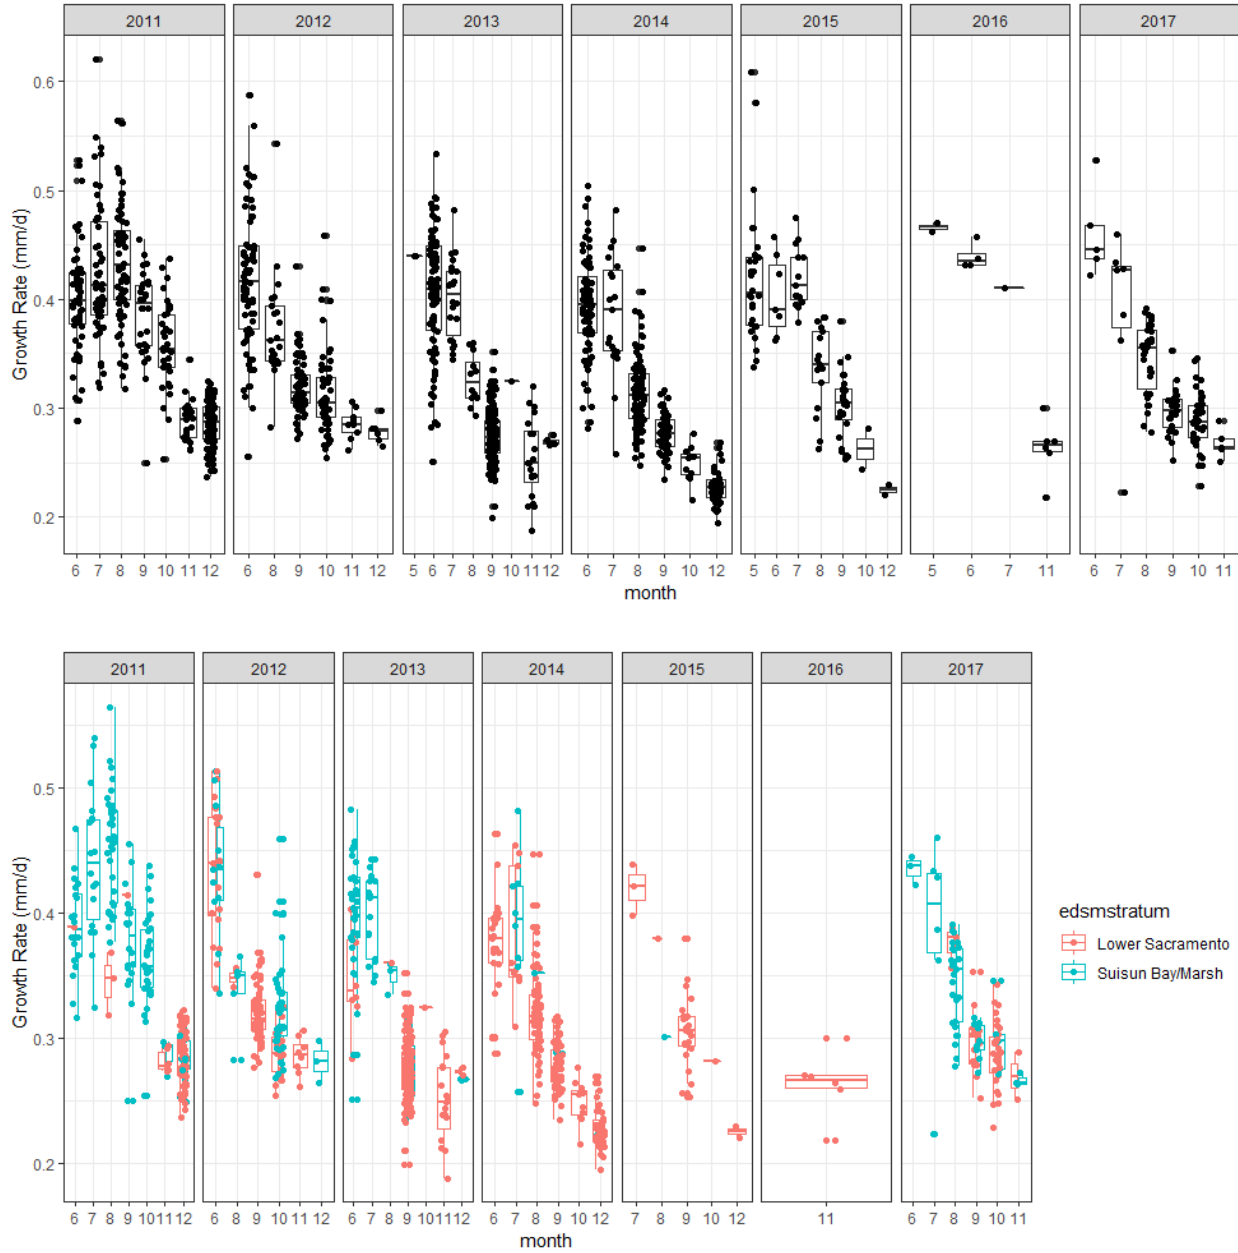 2011 2012 2013 2014 2015 2016 2017
Growth Rate (mm/d)
0.6
0.5
0.4
0.3
0.2
6 7 8 9 10 11 12 6 8 9 10 11 12 5 6 7 8 9 10 11 12 6 7 8 9 10 12 5 6 7 8 9 10 12 5 6 7 11 6 7 8 9 10 11
month
2011 2012 2013 2014 2015 2016 2017
Growth Rate (mm/d)
0.5
0.4
0.3
0.2
6 7 8 9 10 11 12 6 8 9 10 11 12 6 7 8 9 10 11 12 6 7 8 9 10 12 7 8 9 10 12 11 6 7 8 9 10 11
month
edsmstratum
Lower Sacramento
Suisun Bay/Marsh